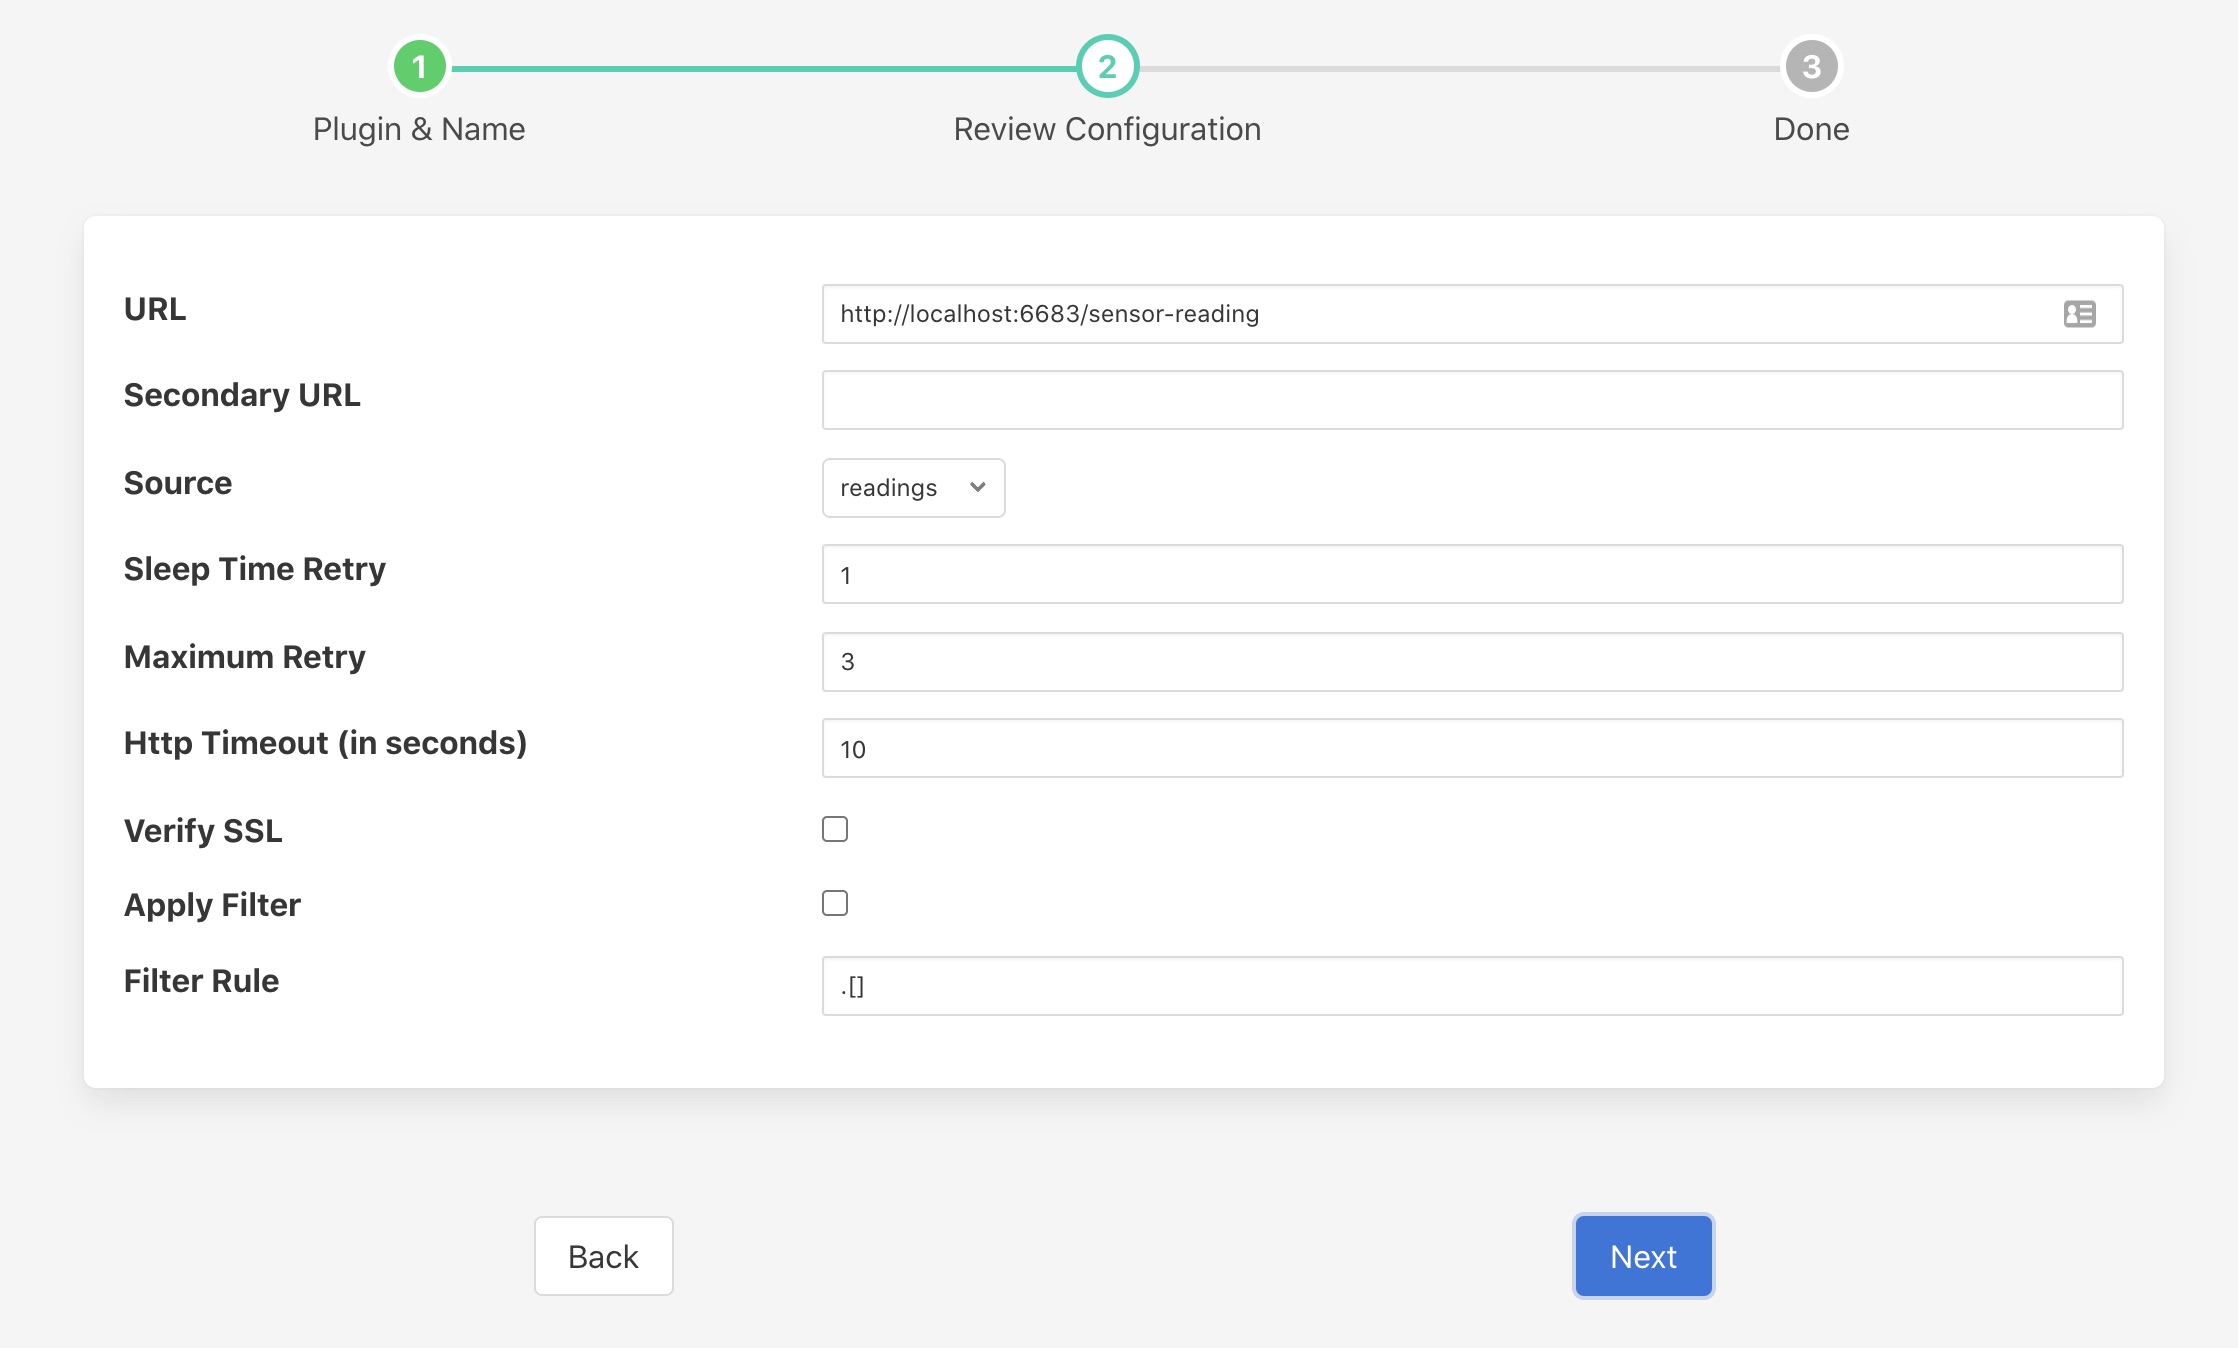 1
2
3
Plugin & Name
Review Configuration
Done
URL
http://localhost:6683/sensor-reading
Secondary URL
Source
readings
Sleep Time Retry
1
Maximum Retry
3
Http Timeout (in seconds)
10
Verify SSL
Apply Filter
Filter Rule
.[]
Back
Next